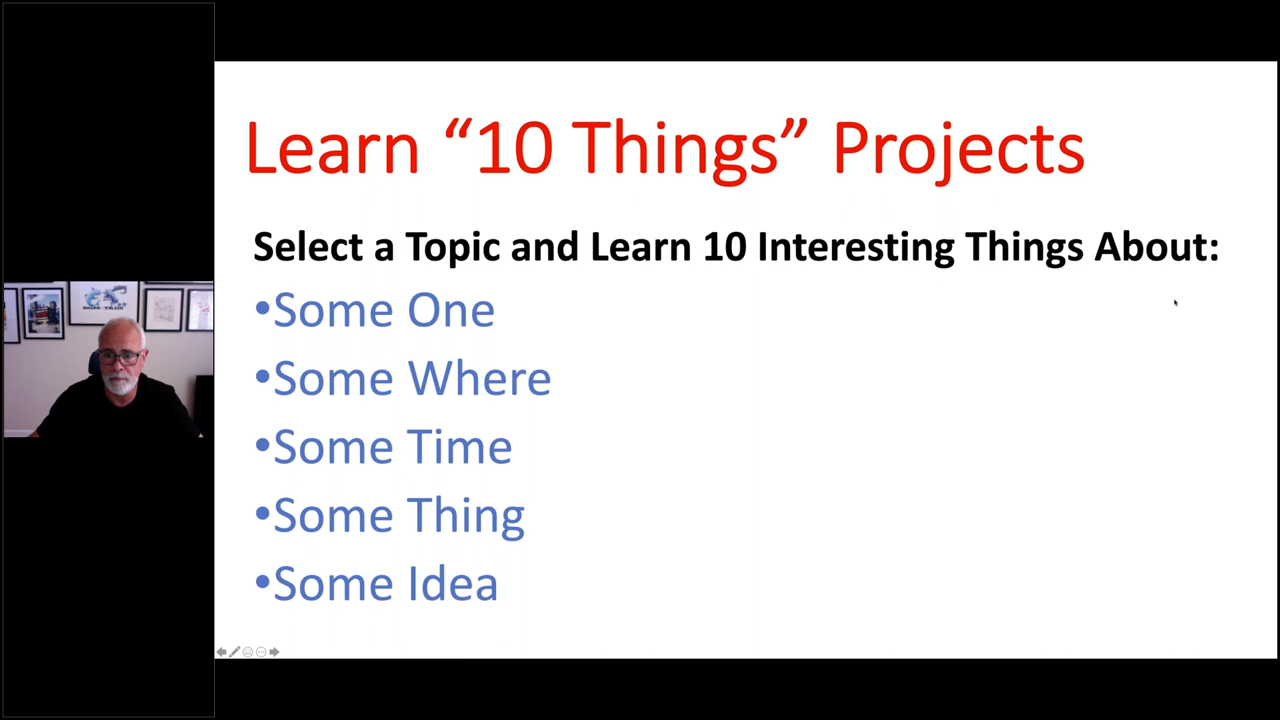 Learn “10 Things” Projects
Select a Topic and Learn 10 Interesting Things About:
•Some One
•Some Where
•Some Time
•Some Thing
•Some Idea